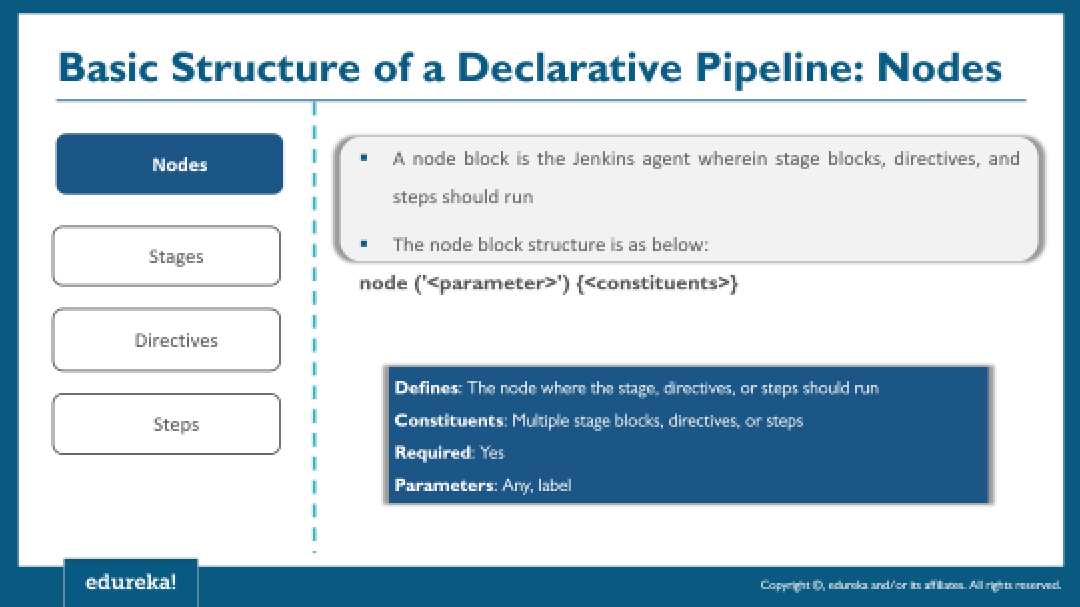 Basic Structure of a Declarative Pipeline: Nodes
Nodes
Stages
Directives
Steps
▪ A node block is the Jenkins agent wherein stage blocks, directives, and
steps should run
▪ The node block structure is as below:
node ('<parameter>') {<constituents>}
Defines: The node where the stage, directives, or steps should run
Constituents: Multiple stage blocks, directives, or steps
Required: Yes
Parameters: Any, label
edureka!
Copyright ©, edureka and/or its affiliates. All rights reserved.